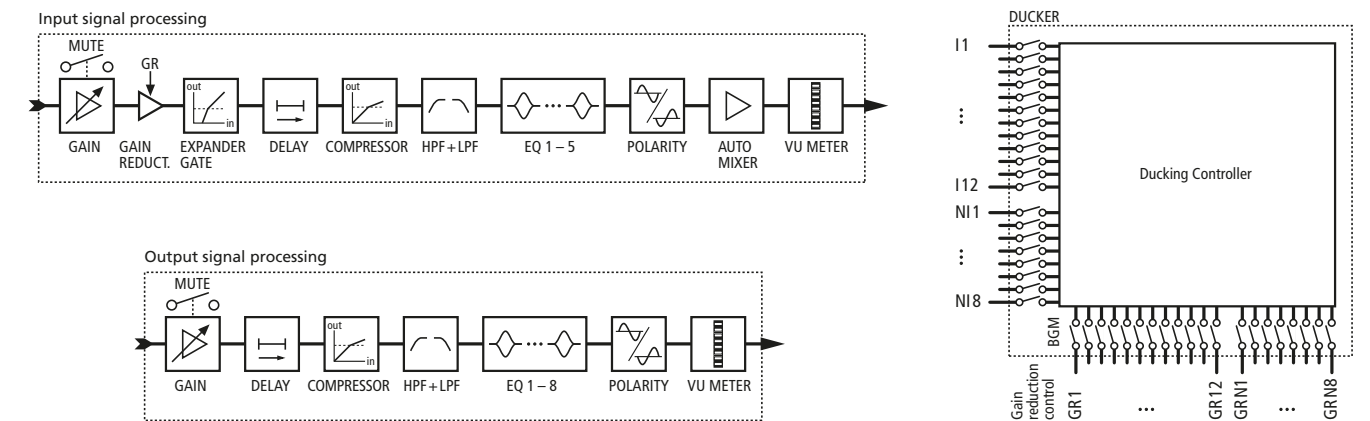 Input signal processing
MUTE
GR
out
in
out
in
GAIN
GAIN
REDUCT.
EXPANDER
GATE
DELAY
COMPRESSOR
HPF+LPF
EQ 1 – 5
POLARITY
AUTO
MIXER
VU METER
Output signal processing
MUTE
out
in
GAIN
DELAY
COMPRESSOR
HPF+LPF
EQ 1 – 8
POLARITY
VU METER
DUCKER
I1
...
I12
NI1
...
NI8
Ducking Controller
BGM
Gain
reduction
control
GR1
...
GR12
GRN1
...
GRN8